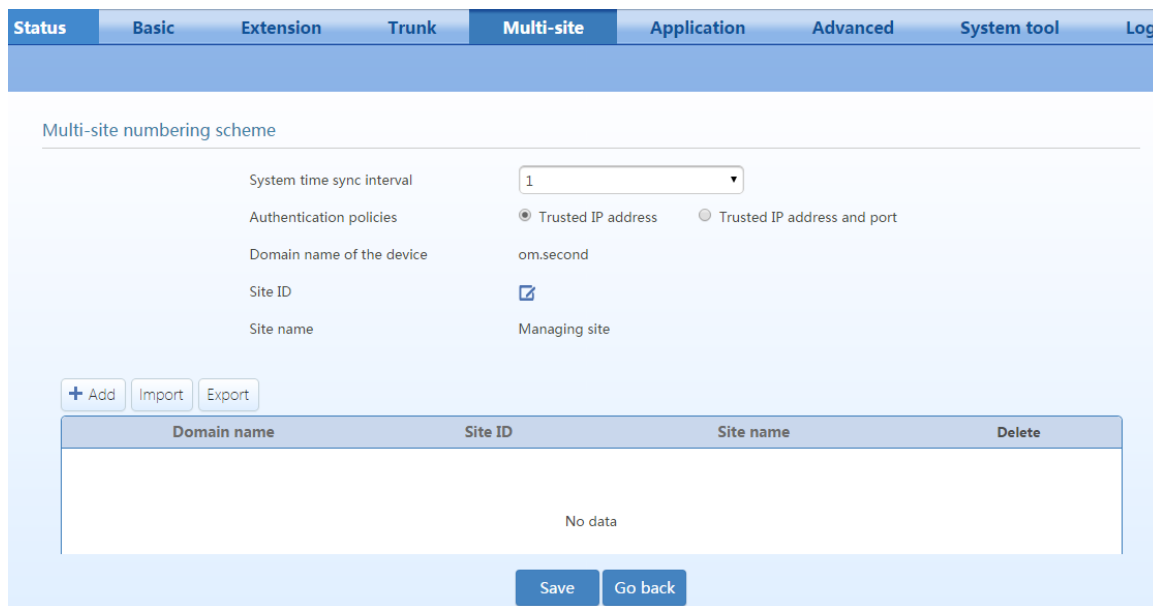 Status Basic Extension Trunk Multi-site Application Advanced System tool Log
Multi-site numbering scheme
System time sync interval 1
Authentication policies Trusted IP address Trusted IP address and port
Domain name of the device om.second
Site ID
Site name Managing site
Add Import Export
Domain name Site ID Site name Delete
No data
Save Go back